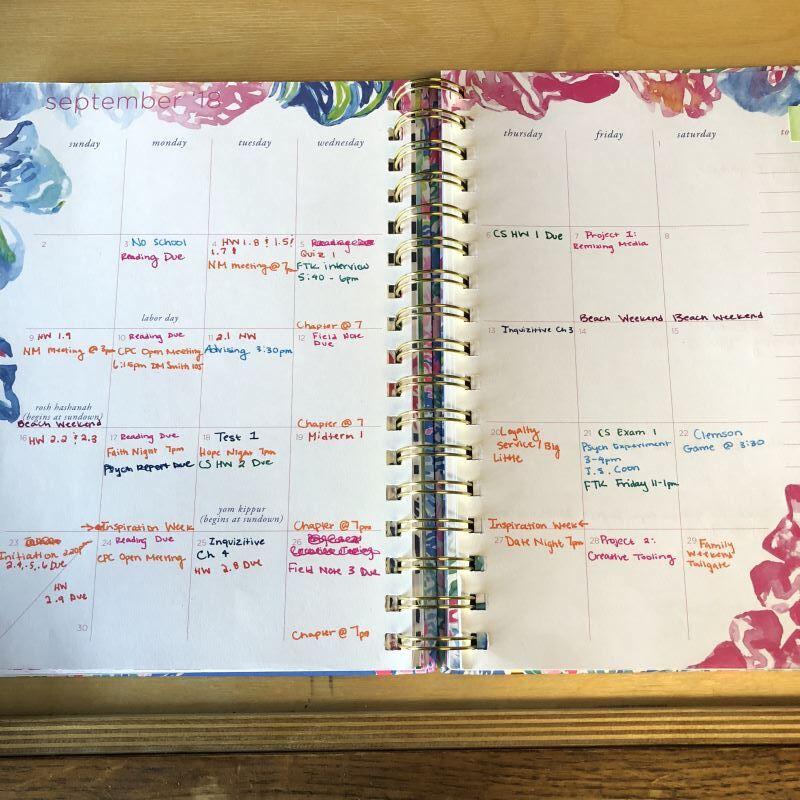 september '18
sunday
monday
tuesday
wednesday
thursday
friday
saturday
1
2
3 No School
Reading Due
labor day
4 HW 1.8 & 1.5!
1.7!
NM meeting @ 7pm
5
Quiz 1
FTK interview
5:40 - 6pm
Chapter @ 7
6 CS HW 1 Due
7 Project 1:
Remixing Media
Beach Weekend
8
Beach Weekend
9 HW 1.9
NM meeting @ 3pm
rosh hashanah
(begins at sundown)
Beach Weekend
10 Reading Due
CPC Open Meeting
6:15pm DM Smith 105
11 2.1 HW
Advising 3:30pm
12 Field Note
Due
Chapter @ 7
13 Inquizitive Ch 3
14
15
16 HW 2.2 & 2.3
17 Reading Due
Faith Night 7pm
Psych Report Due
→Inspiration Week
18 Test 1
Hope Night 7pm
CS HW 2 Due
yom kippur
(begins at sundown)
19 Midterm 1
Chapter @ 7pm
20 Loyalty
Service / Big
Little
Inspiration Week←
21 CS Exam 1
Psych Experiment
3-4pm
J.S. Coon
FTK Friday 11-1pm
22 Clemson
Game @ 3:30
23
Initiation
2.4, .5, .6 Due
HW
2.9 Due
30
24 Reading Due
CPC Open Meeting
25 Inquizitive
Ch 4
HW 2.8 Due
26
Field Note 3 Due
Chapter @ 7pm
27 Date Night 7pm
28 Project 2:
Creative Tooling
29 Family
Weekend
Tailgate